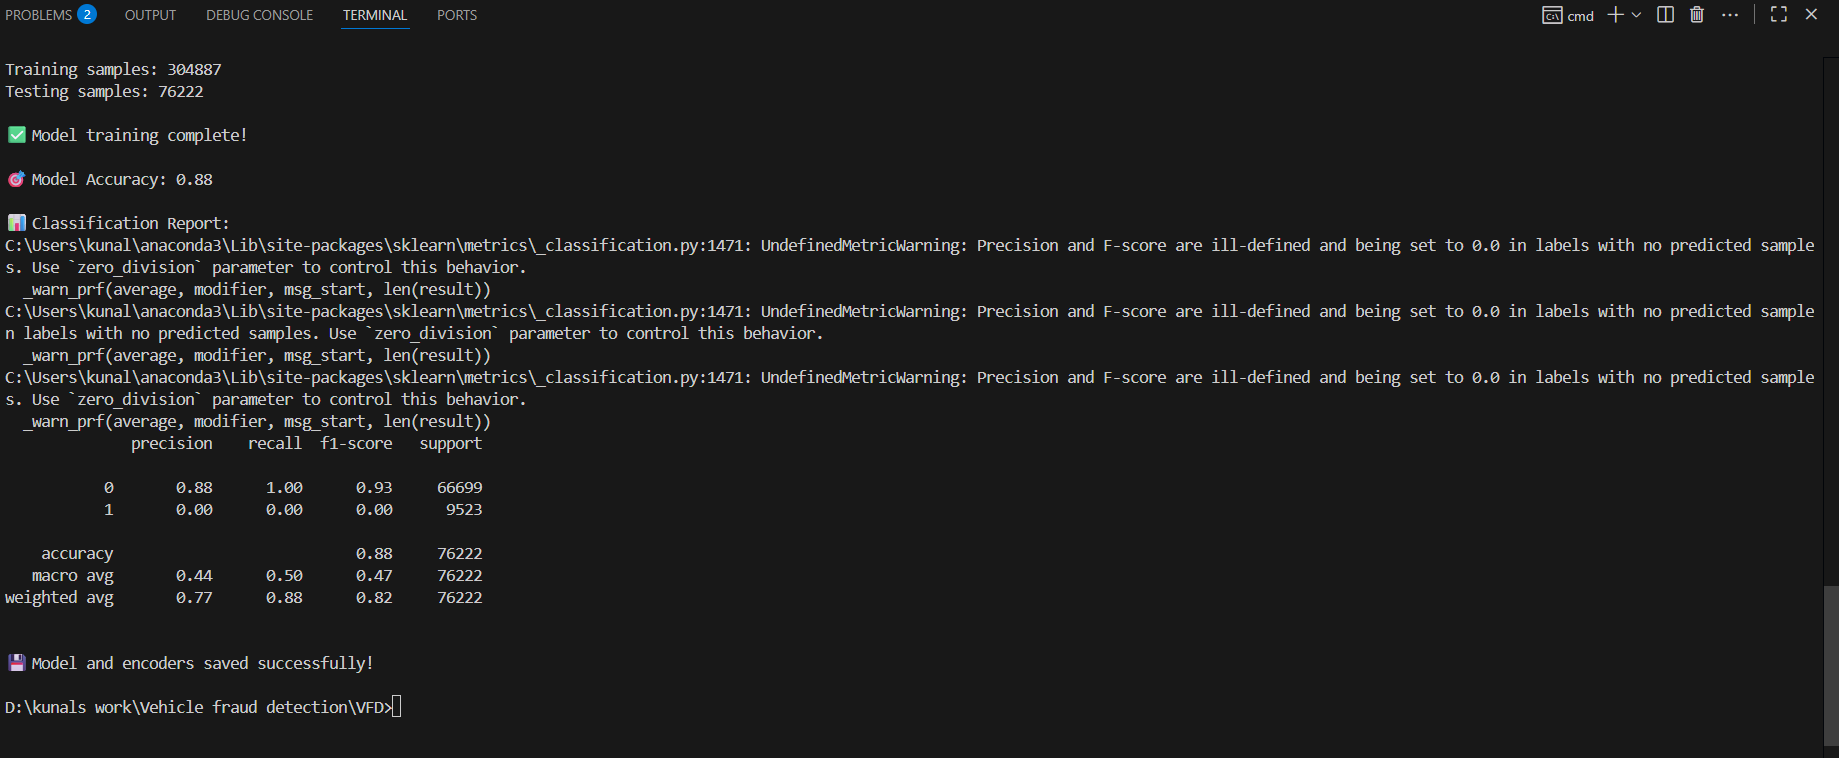 PROBLEMS 2 OUTPUT DEBUG CONSOLE TERMINAL PORTS cmd
Training samples: 304887
Testing samples: 76222
Model training complete!
Model Accuracy: 0.88
Classification Report:
C:\Users\kunal\anaconda3\Lib\site-packages\sklearn\metrics\_classification.py:1471: UndefinedMetricWarning: Precision and F-score are ill-defined and being set to 0.0 in labels with no predicted sample
s. Use `zero_division` parameter to control this behavior.
_warn_prf(average, modifier, msg_start, len(result))
C:\Users\kunal\anaconda3\Lib\site-packages\sklearn\metrics\_classification.py:1471: UndefinedMetricWarning: Precision and F-score are ill-defined and being set to 0.0 in labels with no predicted sample
n labels with no predicted samples. Use `zero_division` parameter to control this behavior.
_warn_prf(average, modifier, msg_start, len(result))
C:\Users\kunal\anaconda3\Lib\site-packages\sklearn\metrics\_classification.py:1471: UndefinedMetricWarning: Precision and F-score are ill-defined and being set to 0.0 in labels with no predicted sample
s. Use `zero_division` parameter to control this behavior.
_warn_prf(average, modifier, msg_start, len(result))
precision recall f1-score support
0 0.88 1.00 0.93 66699
1 0.00 0.00 0.00 9523
accuracy 0.88 76222
macro avg 0.44 0.50 0.47 76222
weighted avg 0.77 0.88 0.82 76222
Model and encoders saved successfully!
D:\kunals work\Vehicle fraud detection\VFD>